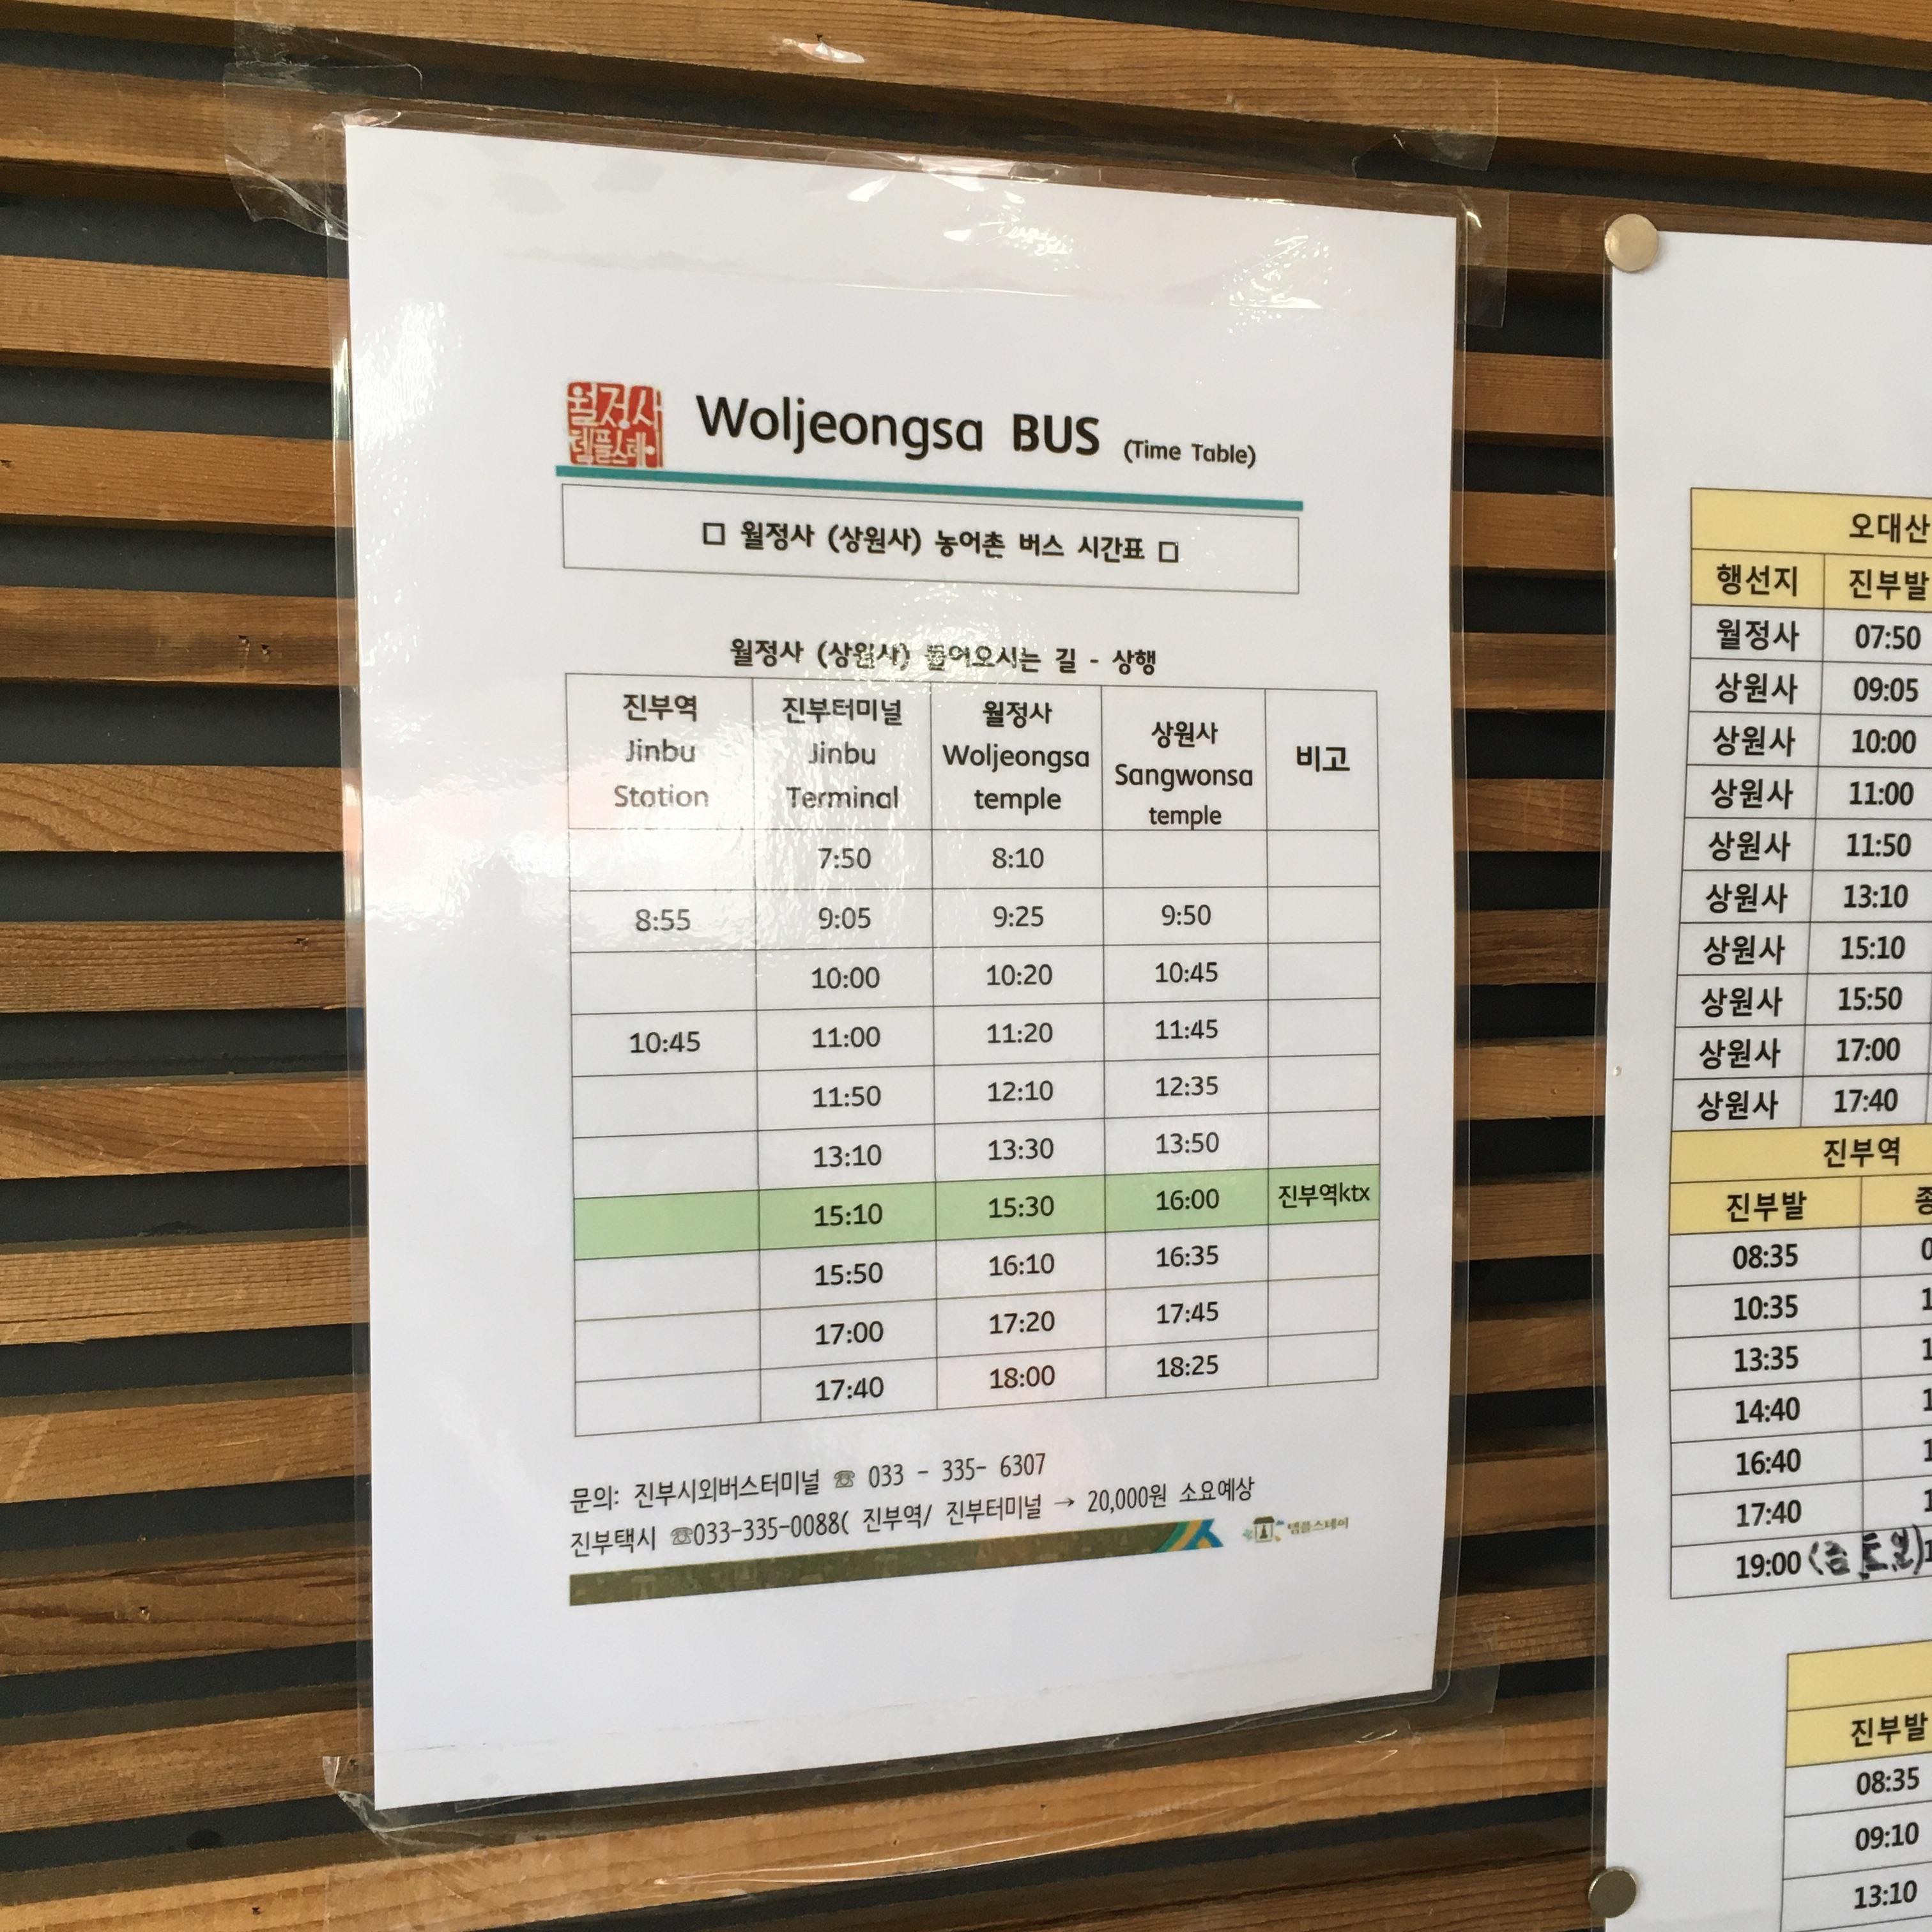 월정사
템플스테이
Woljeongsa BUS (Time Table)
□ 월정사 (상원사) 농어촌 버스 시간표 □
월정사 (상원사) 들어오시는 길 - 상행
진부역 Jinbu Station 진부터미널 Jinbu Terminal 월정사 Woljeongsa temple 상원사 Sangwonsa temple 비고
7:50 8:10
8:55 9:05 9:25 9:50
10:00 10:20 10:45
10:45 11:00 11:20 11:45
11:50 12:10 12:35
13:10 13:30 13:50
15:10 15:30 16:00 진부역ktx
15:50 16:10 16:35
17:00 17:20 17:45
17:40 18:00 18:25
문의: 진부시외버스터미널 ☏ 033 - 335- 6307
진부택시 ☏033-335-0088( 진부역/ 진부터미널 → 20,000원 소요예상
템플스테이
오대산
행선지 진부발
월정사 07:50
상원사 09:05
상원사 10:00
상원사 11:00
상원사 11:50
상원사 13:10
상원사 15:10
상원사 15:50
상원사 17:00
상원사 17:40
진부역
진부발 종
08:35
10:35
13:35
14:40
16:40
17:40
19:00 (금토일)
진부발
08:35
09:10
13:10